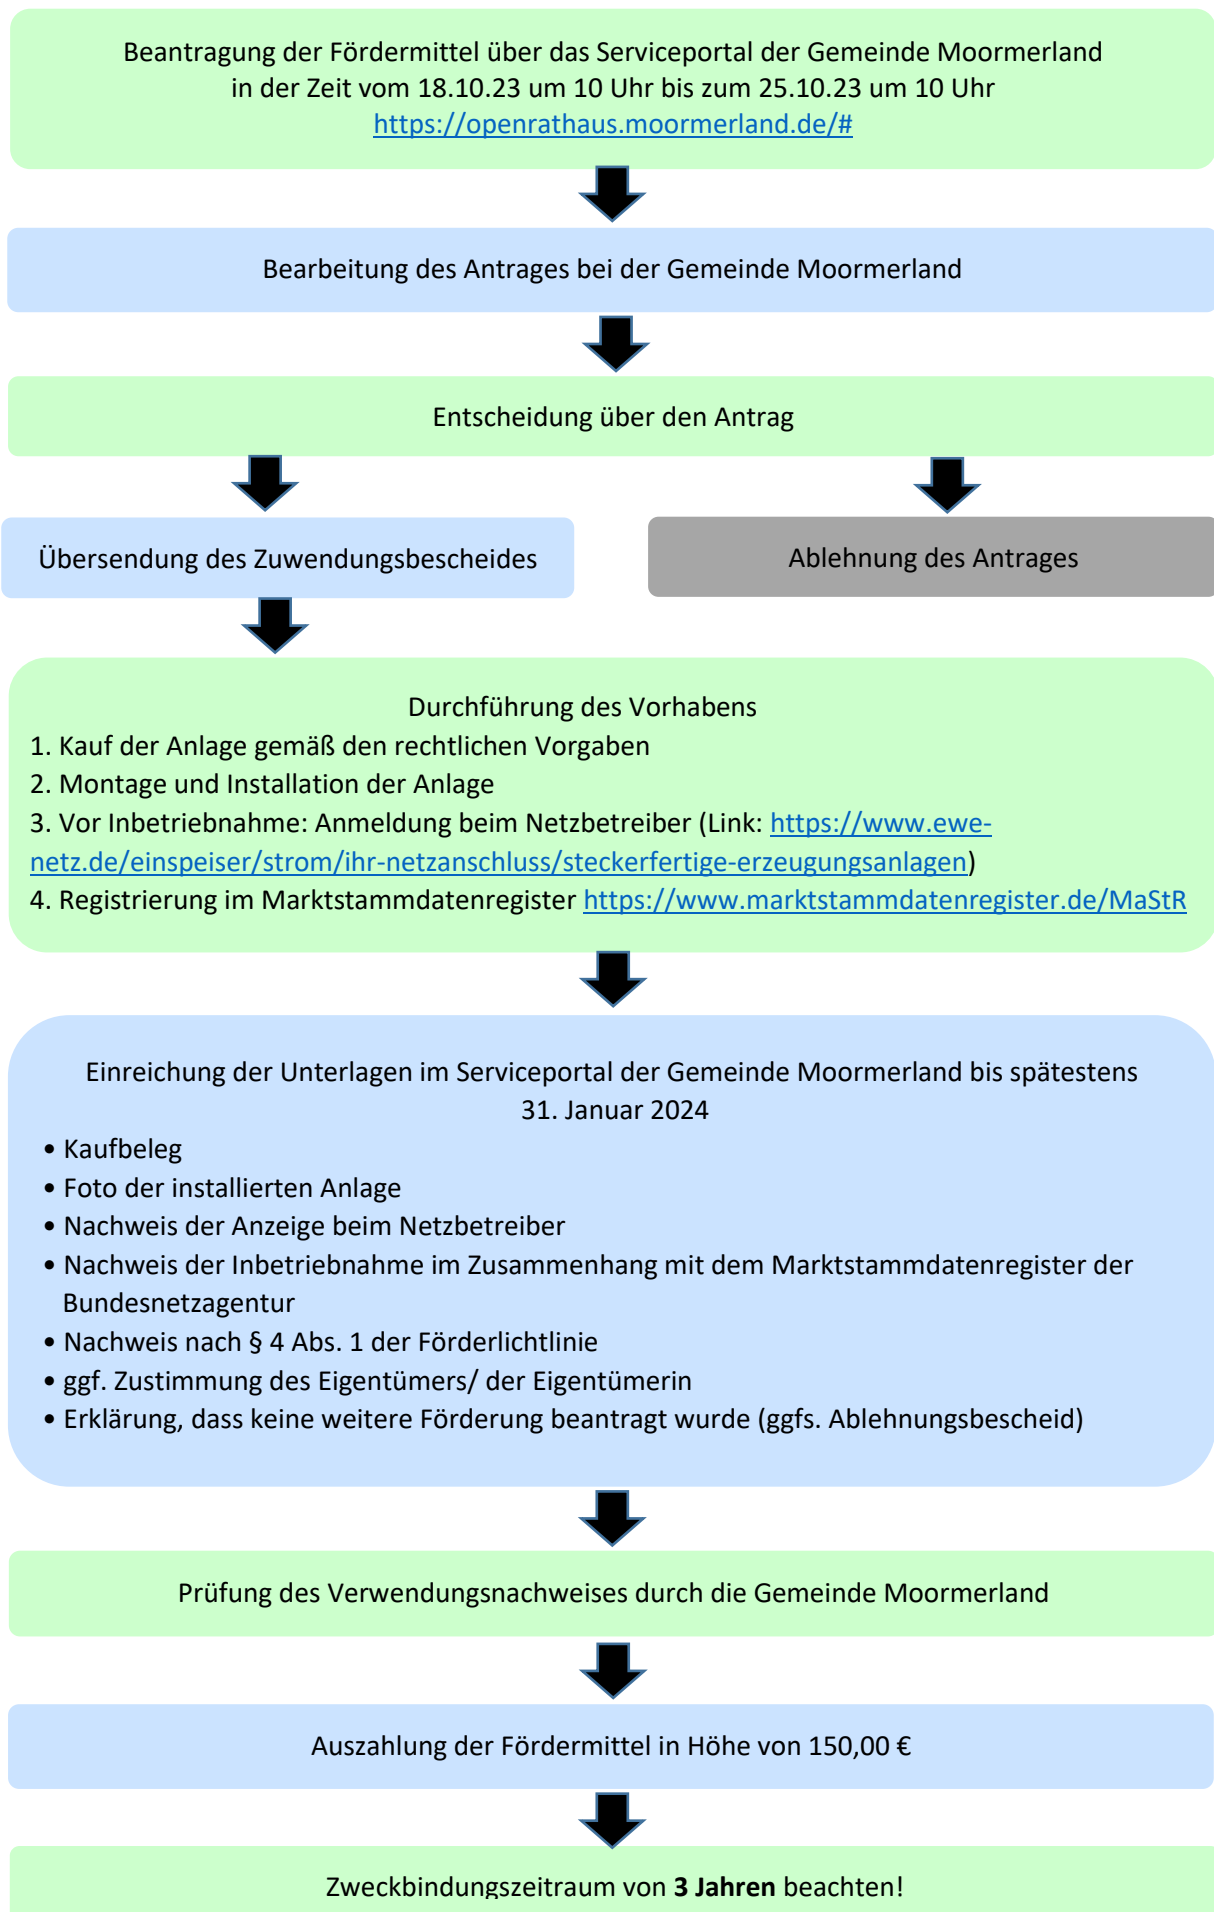 Beantragung der Fördermittel über das Serviceportal der Gemeinde Moormerland
in der Zeit vom 18.10.23 um 10 Uhr bis zum 25.10.23 um 10 Uhr
https://openrathaus.moormerland.de/#
Bearbeitung des Antrages bei der Gemeinde Moormerland
Entscheidung über den Antrag
Übersendung des Zuwendungsbescheides
Ablehnung des Antrages
Durchführung des Vorhabens
1. Kauf der Anlage gemäß den rechtlichen Vorgaben
2. Montage und Installation der Anlage
3. Vor Inbetriebnahme: Anmeldung beim Netzbetreiber (Link: https://www.ewe-
netz.de/einspeiser/strom/ihr-netzanschluss/steckerfertige-erzeugungsanlagen)
4. Registrierung im Marktstammdatenregister https://www.marktstammdatenregister.de/MaStR
Einreichung der Unterlagen im Serviceportal der Gemeinde Moormerland bis spätestens
31. Januar 2024
• Kaufbeleg
• Foto der installierten Anlage
• Nachweis der Anzeige beim Netzbetreiber
• Nachweis der Inbetriebnahme im Zusammenhang mit dem Marktstammdatenregister der
Bundesnetzagentur
• Nachweis nach § 4 Abs. 1 der Förderlichtlinie
• ggf. Zustimmung des Eigentümers/ der Eigentümerin
• Erklärung, dass keine weitere Förderung beantragt wurde (ggfs. Ablehnungsbescheid)
Prüfung des Verwendungsnachweises durch die Gemeinde Moormerland
Auszahlung der Fördermittel in Höhe von 150,00 €
Zweckbindungszeitraum von 3 Jahren beachten!